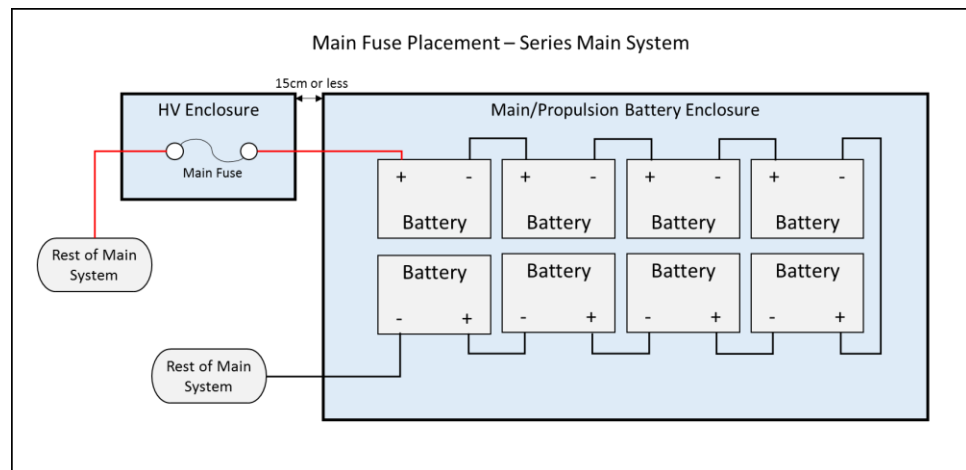 Main Fuse Placement – Series Main System
15cm or less
HV Enclosure
Main Fuse
Main/Propulsion Battery Enclosure
+ - + - + - + -
Battery Battery Battery Battery
Battery Battery Battery Battery
- + - + - + - +
Rest of Main
System
Rest of Main
System